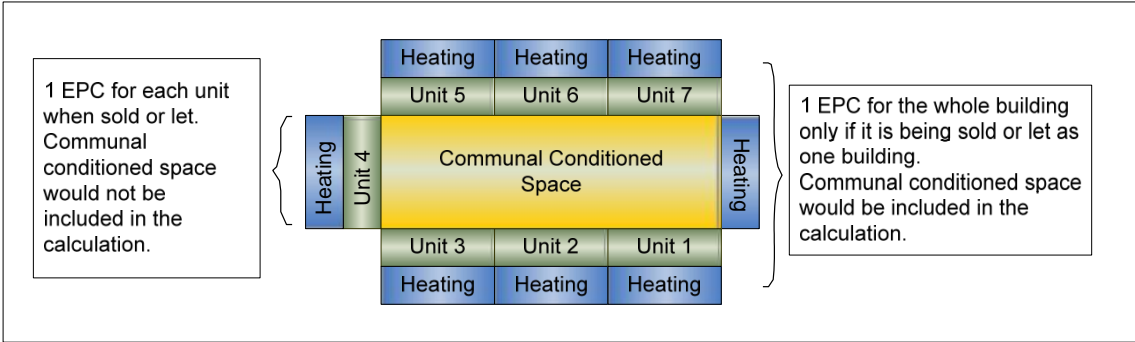 1 EPC for each unit
when sold or let.
Communal
conditioned space
would not be
included in the
calculation.
Heating
Heating
Heating
Unit 5
Unit 6
Unit 7
Heating
Unit 4
Communal Conditioned
Space
Heating
Unit 3
Unit 2
Unit 1
Heating
Heating
Heating
1 EPC for the whole building
only if it is being sold or let as
one building.
Communal conditioned space
would be included in the
calculation.